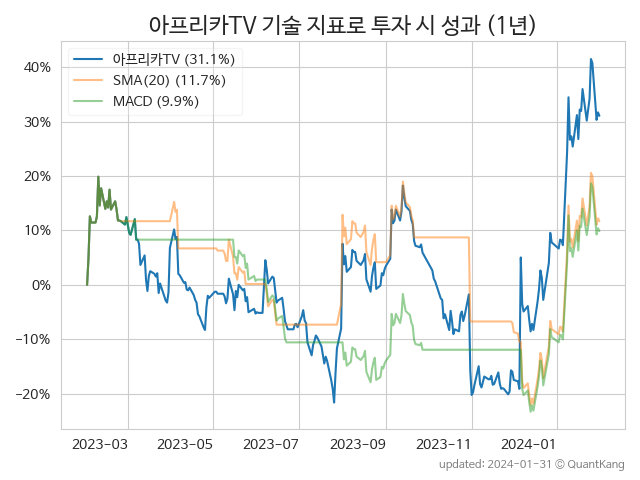 아프리카TV 기술 지표로 투자 시 성과 (1년)
아프리카TV (31.1%)
SMA(20) (11.7%)
MACD (9.9%)
40%
30%
20%
10%
0%
−10%
−20%
2023-03 2023-05 2023-07 2023-09 2023-11 2024-01
updated: 2024-01-31 © QuantKang